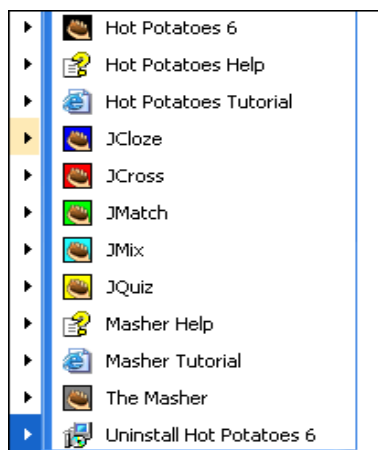 Hot Potatoes 6
Hot Potatoes Help
Hot Potatoes Tutorial
JCloze
JCross
JMatch
JMix
JQuiz
Masher Help
Masher Tutorial
The Masher
Uninstall Hot Potatoes 6